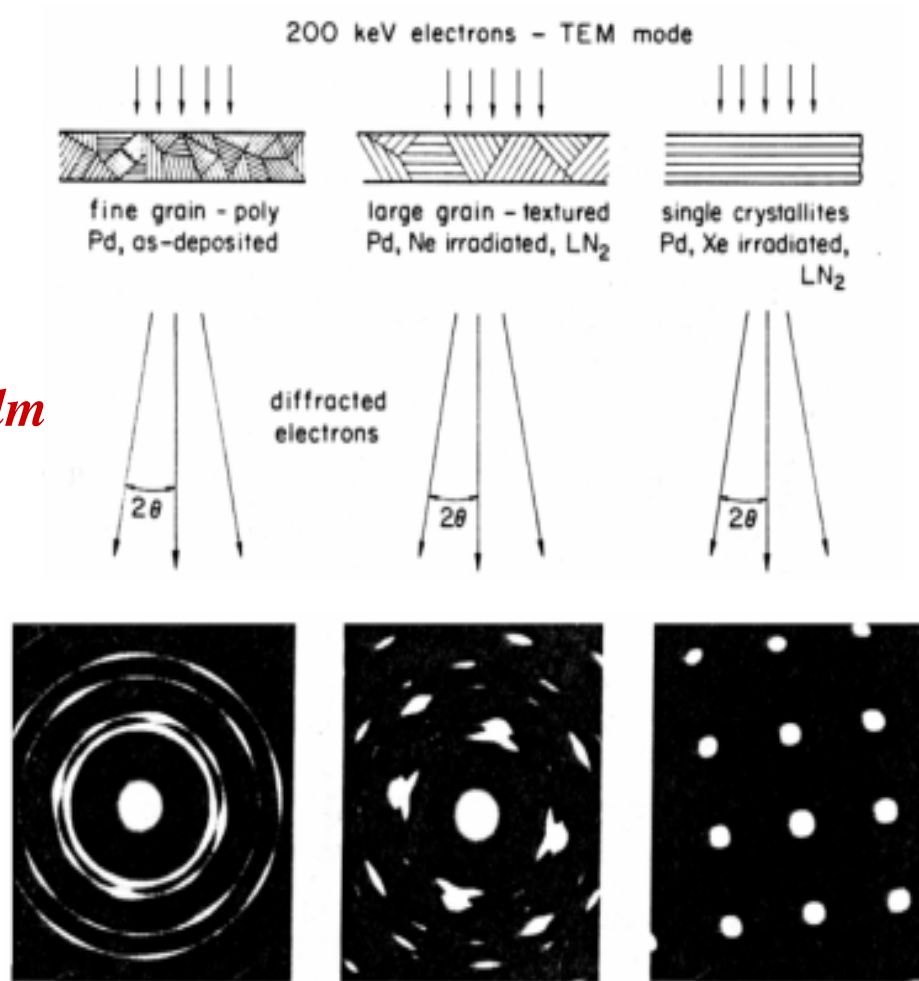 200 keV electrons - TEM mode
fine grain - poly
Pd, as-deposited
large grain - textured
Pd, Ne irradiated, LN₂
single crystallites
Pd, Xe irradiated,
LN₂
lm
diffracted
electrons
2θ
2θ
2θ